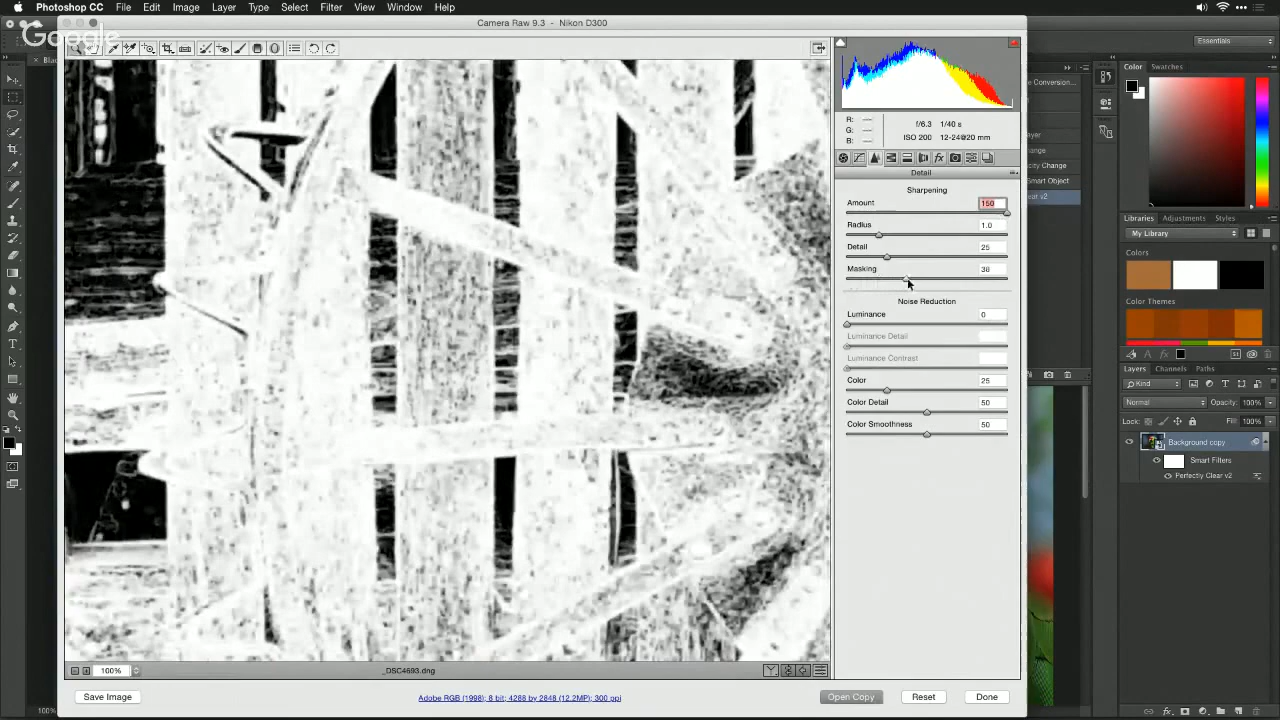 Photoshop CC File Edit Image Layer Type Select Filter 3D View Window Help
Camera Raw 9.3 - Nikon D300
Google
Essentials
Color Swatches
R:
G:
B:
f/6.3 1/40 s
ISO 200 12-24@20 mm
Detail
Sharpening
Amount 150
Radius 1.0
Detail 25
Masking 38
Noise Reduction
Luminance 0
Luminance Detail
Luminance Contrast
Color 25
Color Detail 50
Color Smoothness 50
Libraries Adjustments Styles
My Library
Colors
Color Themes
Layers Channels Paths
Kind
Normal Opacity: 100%
Lock: Fill: 100%
Background copy
Smart Filters
Perfectly Clear v2
100%
_DSC4693.dng
Save Image
Adobe RGB (1998); 8 bit; 4288 by 2848 (12.2MP); 300 ppi
Open Copy Reset Done